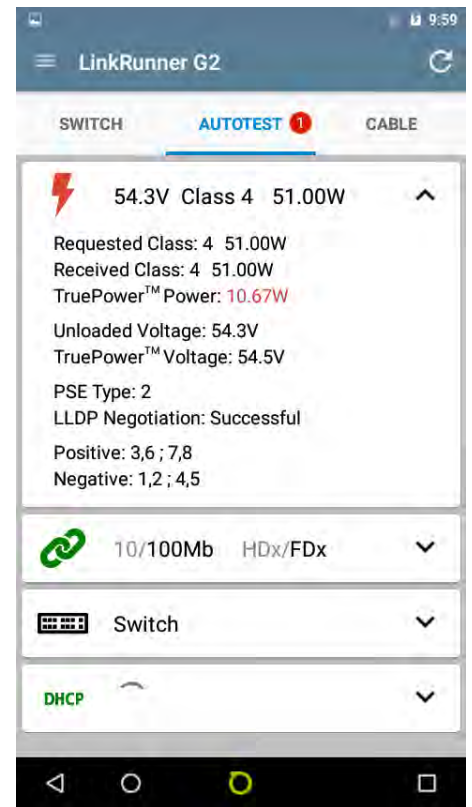 9:59
LinkRunner G2
SWITCH AUTOTEST 1 CABLE
54.3V Class 4 51.00W
Requested Class: 4 51.00W
Received Class: 4 51.00W
TruePower™ Power: 10.67W
Unloaded Voltage: 54.3V
TruePower™ Voltage: 54.5V
PSE Type: 2
LLDP Negotiation: Successful
Positive: 3,6 ; 7,8
Negative: 1,2 ; 4,5
10/100Mb HDx/FDx
Switch
DHCP